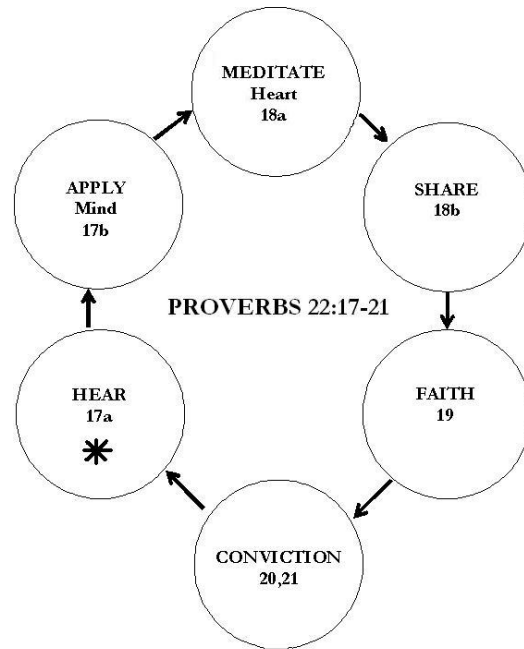 MEDITATE
Heart
18a
APPLY
Mind
17b
SHARE
18b
PROVERBS 22:17-21
HEAR
17a
FAITH
19
CONVICTION
20,21